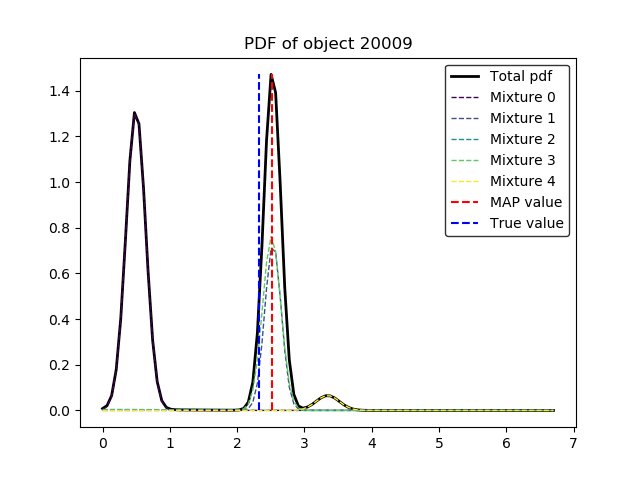 PDF of object 20009
Total pdf
Mixture 0
Mixture 1
Mixture 2
Mixture 3
Mixture 4
MAP value
True value
1.4
1.2
1.0
0.8
0.6
0.4
0.2
0.0
0 1 2 3 4 5 6 7